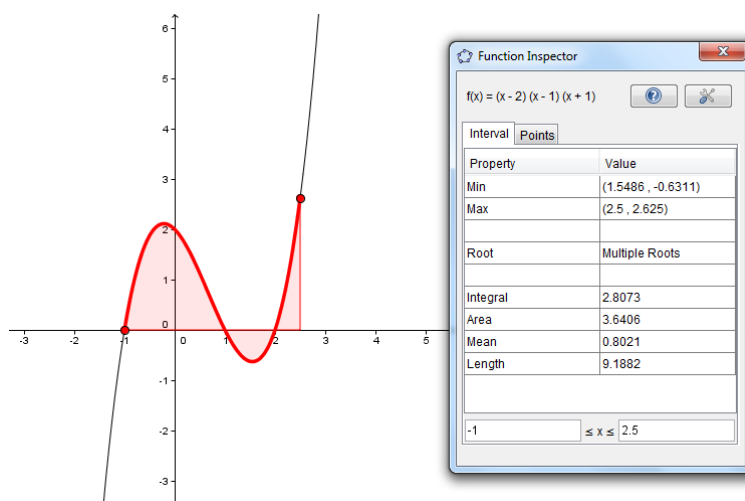 Function Inspector
f(x) = (x - 2) (x - 1) (x + 1)
Interval Points
Property Value
Min (1.5486 , -0.6311)
Max (2.5 , 2.625)
Root Multiple Roots
Integral 2.8073
Area 3.6406
Mean 0.8021
Length 9.1882
-1 ≤ x ≤ 2.5
6
5
4
3
2
1
0
-3 -2 -1 0 1 2 3 4 5
-1
-2
-3